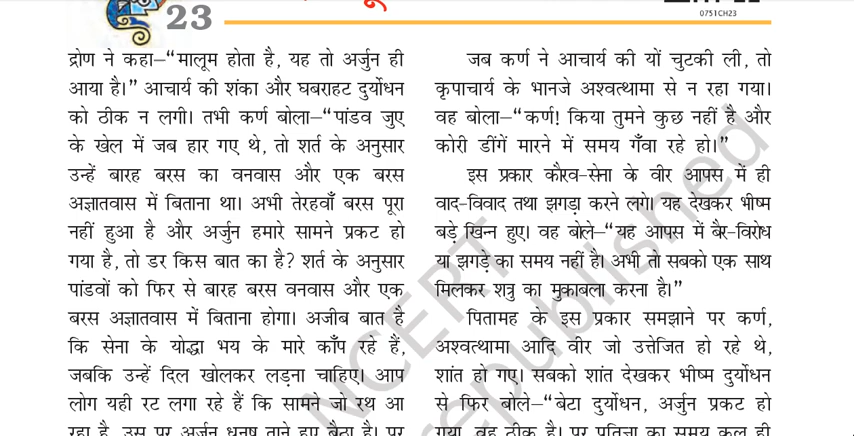 23
0751CH23
द्रोण ने कहा—“मालूम होता है, यह तो अर्जुन ही
आया है।” आचार्य की शंका और घबराहट दुर्योधन
को ठीक न लगी। तभी कर्ण बोला—“पांडव जुए
के खेल में जब हार गए थे, तो शर्त के अनुसार
उन्हें बारह बरस का वनवास और एक बरस
अज्ञातवास में बिताना था। अभी तेरहवाँ बरस पूरा
नहीं हुआ है और अर्जुन हमारे सामने प्रकट हो
गया है, तो डर किस बात का है? शर्त के अनुसार
पांडवों को फिर से बारह बरस वनवास और एक
बरस अज्ञातवास में बिताना होगा। अजीब बात है
कि सेना के योद्धा भय के मारे काँप रहे हैं,
जबकि उन्हें दिल खोलकर लड़ना चाहिए। आप
लोग यही रट लगा रहे हैं कि सामने जो रथ आ
रहा है, उस पर अर्जुन धनुष ताने हुए बैठा है। पर
जब कर्ण ने आचार्य की यों चुटकी ली, तो
कृपाचार्य के भानजे अश्वत्थामा से न रहा गया।
वह बोला—“कर्ण! किया तुमने कुछ नहीं है और
कोरी डींगें मारने में समय गँवा रहे हो।”
इस प्रकार कौरव-सेना के वीर आपस में ही
वाद-विवाद तथा झगड़ा करने लगे। यह देखकर भीष्म
बड़े खिन्न हुए। वह बोले—“यह आपस में बैर-विरोध
या झगड़े का समय नहीं है। अभी तो सबको एक साथ
मिलकर शत्रु का मुकाबला करना है।”
पितामह के इस प्रकार समझाने पर कर्ण,
अश्वत्थामा आदि वीर जो उत्तेजित हो रहे थे,
शांत हो गए। सबको शांत देखकर भीष्म दुर्योधन
से फिर बोले—“बेटा दुर्योधन, अर्जुन प्रकट हो
गया, वह ठीक है। पर प्रतिज्ञा का समय कल ही
NCERT
republished